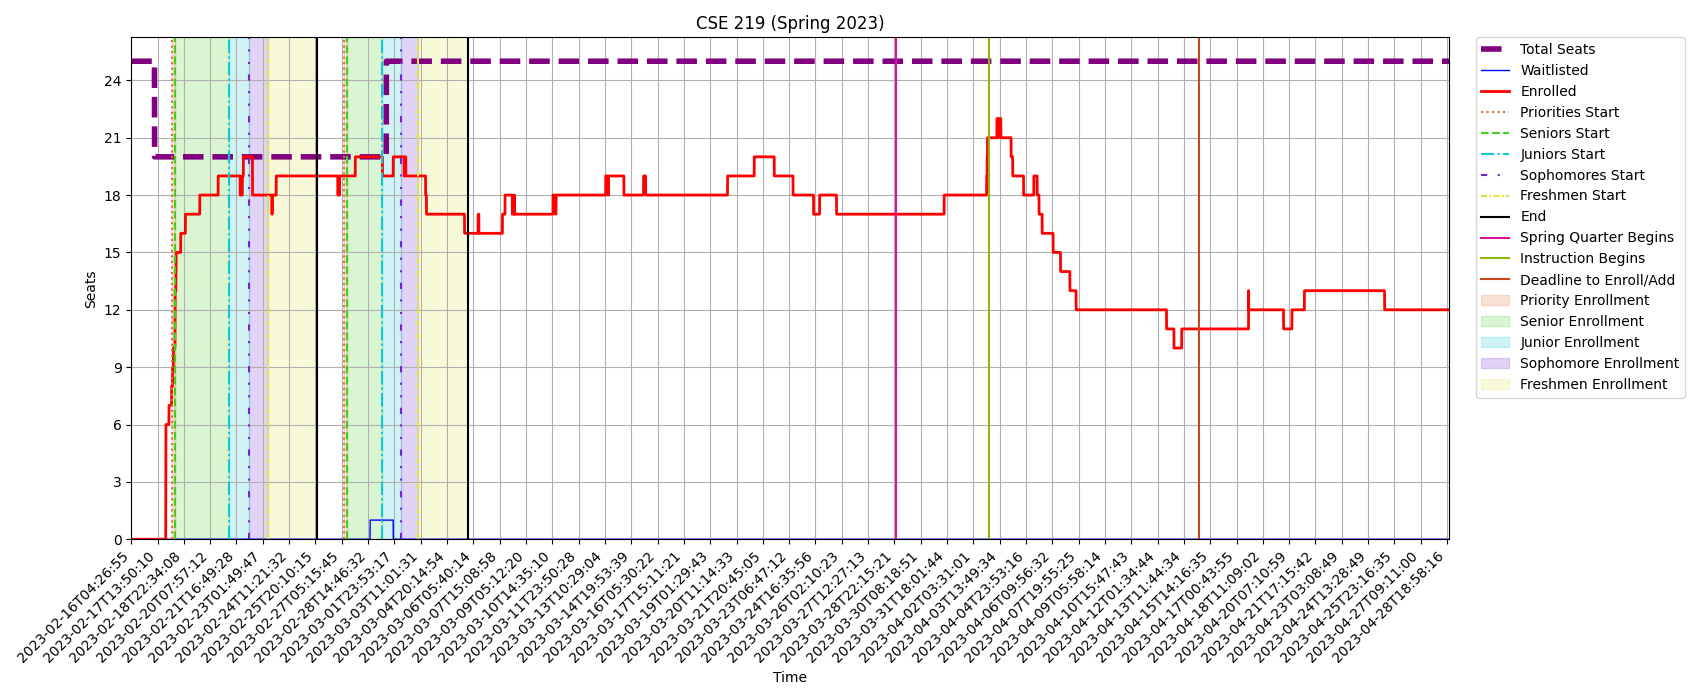 CSE 219 (Spring 2023)
Seats
24
21
18
15
12
9
6
3
0
2023-02-16T04:26:53
2023-02-17T13:50:10
2023-02-18T22:34:08
2023-02-20T07:57:12
2023-02-21T16:49:28
2023-02-23T01:49:47
2023-02-24T11:21:32
2023-02-25T20:10:15
2023-02-27T05:15:45
2023-02-28T14:46:32
2023-03-01T23:53:17
2023-03-03T11:01:31
2023-03-04T20:14:54
2023-03-06T05:40:14
2023-03-07T15:08:58
2023-03-09T05:12:20
2023-03-10T14:35:10
2023-03-11T23:50:28
2023-03-13T10:29:04
2023-03-14T19:53:39
2023-03-16T05:30:22
2023-03-17T15:11:21
2023-03-19T01:29:43
2023-03-20T11:14:33
2023-03-21T20:45:05
2023-03-23T06:47:12
2023-03-24T16:35:56
2023-03-26T02:10:23
2023-03-27T12:27:13
2023-03-28T22:15:21
2023-03-30T08:18:51
2023-03-31T18:01:44
2023-04-02T03:31:01
2023-04-03T13:49:34
2023-04-04T23:53:16
2023-04-06T09:56:32
2023-04-07T19:55:25
2023-04-09T05:58:14
2023-04-10T15:47:43
2023-04-12T01:34:44
2023-04-13T11:44:34
2023-04-15T14:16:35
2023-04-17T00:43:55
2023-04-18T11:09:02
2023-04-20T07:10:59
2023-04-21T17:15:42
2023-04-23T03:08:49
2023-04-24T13:28:49
2023-04-25T23:16:35
2023-04-27T09:11:00
2023-04-28T18:58:16
Time
Total Seats
Waitlisted
Enrolled
Priorities Start
Seniors Start
Juniors Start
Sophomores Start
Freshmen Start
End
Spring Quarter Begins
Instruction Begins
Deadline to Enroll/Add
Priority Enrollment
Senior Enrollment
Junior Enrollment
Sophomore Enrollment
Freshmen Enrollment